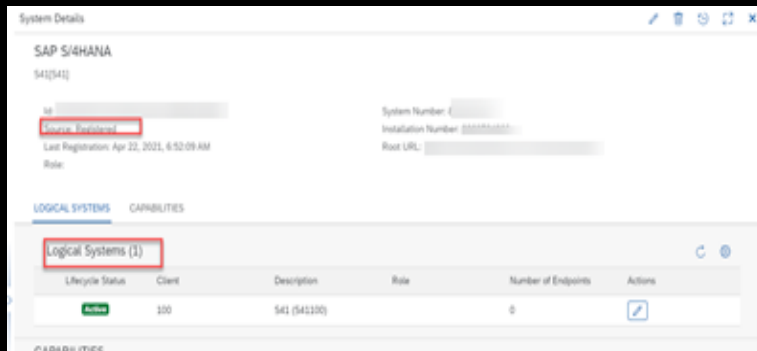 System Details
SAP S/4HANA
541[541]
Id:
System Number:
Source: Registered
Installation Number:
Last Registration: Apr 22, 2021, 6:52:09 AM
Root URL:
Role:
LOGICAL SYSTEMS CAPABILITIES
Logical Systems (1)
Lifecycle Status Client Description Role Number of Endpoints Actions
Active 100 541 (541100) 0
CAPABILITIES